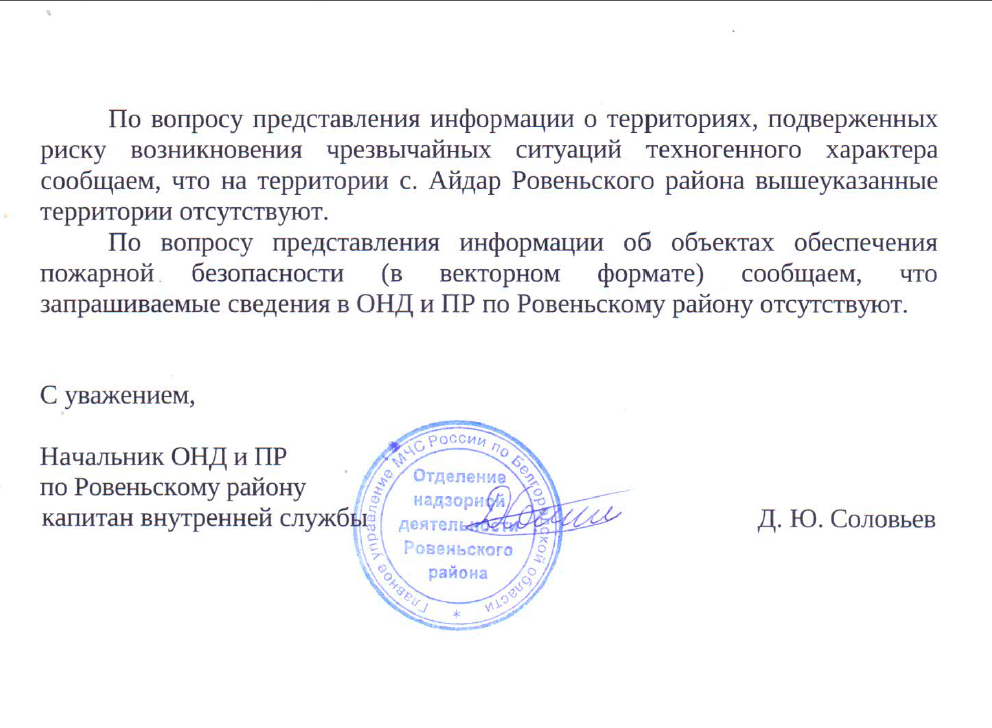 По вопросу представления информации о территориях, подверженных
риску возникновения чрезвычайных ситуаций техногенного характера
сообщаем, что на территории с. Айдар Ровеньского района вышеуказанные
территории отсутствуют.
По вопросу представления информации об объектах обеспечения
пожарной безопасности (в векторном формате) сообщаем, что
запрашиваемые сведения в ОНД и ПР по Ровеньскому району отсутствуют.
С уважением,
Начальник ОНД и ПР
по Ровеньскому району
капитан внутренней службы
Д. Ю. Соловьев
Главное управление МЧС России по Белгородской области *
Отделение
надзорной
деятельности
Ровеньского
района